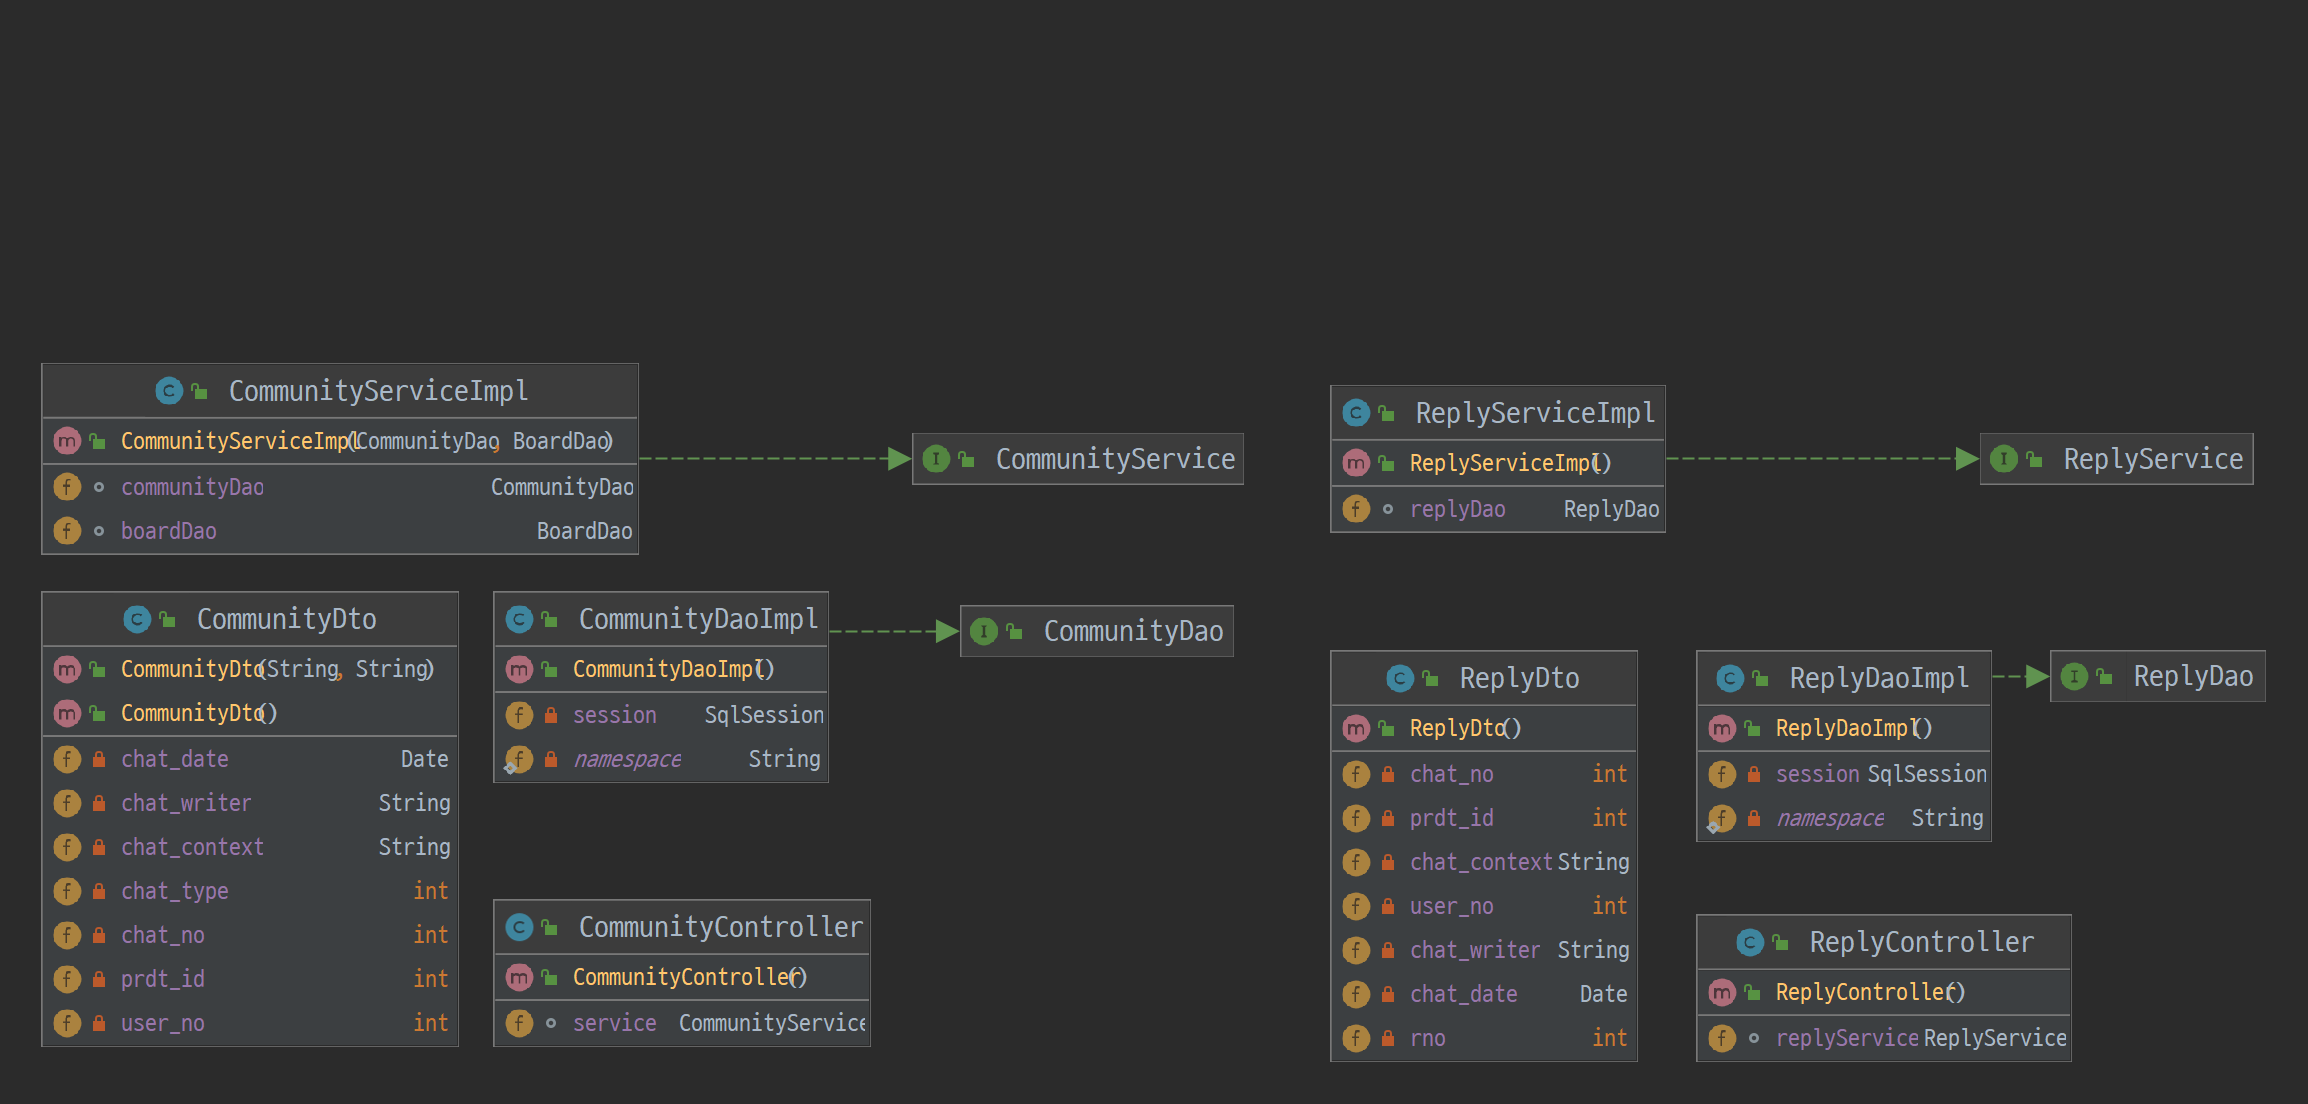 CommunityServiceImpl
CommunityServiceImpl(CommunityDao, BoardDao)
communityDao CommunityDao
boardDao BoardDao
CommunityService
CommunityDto
CommunityDto(String, String)
CommunityDto()
chat_date Date
chat_writer String
chat_context String
chat_type int
chat_no int
prdt_id int
user_no int
CommunityDaoImpl
CommunityDaoImpl()
session SqlSession
namespace String
CommunityDao
CommunityController
CommunityController()
service CommunityService
ReplyServiceImpl
ReplyServiceImpl()
replyDao ReplyDao
ReplyService
ReplyDto
ReplyDto()
chat_no int
prdt_id int
chat_context String
user_no int
chat_writer String
chat_date Date
rno int
ReplyDaoImpl
ReplyDaoImpl()
session SqlSession
namespace String
ReplyDao
ReplyController
ReplyController()
replyService ReplyService